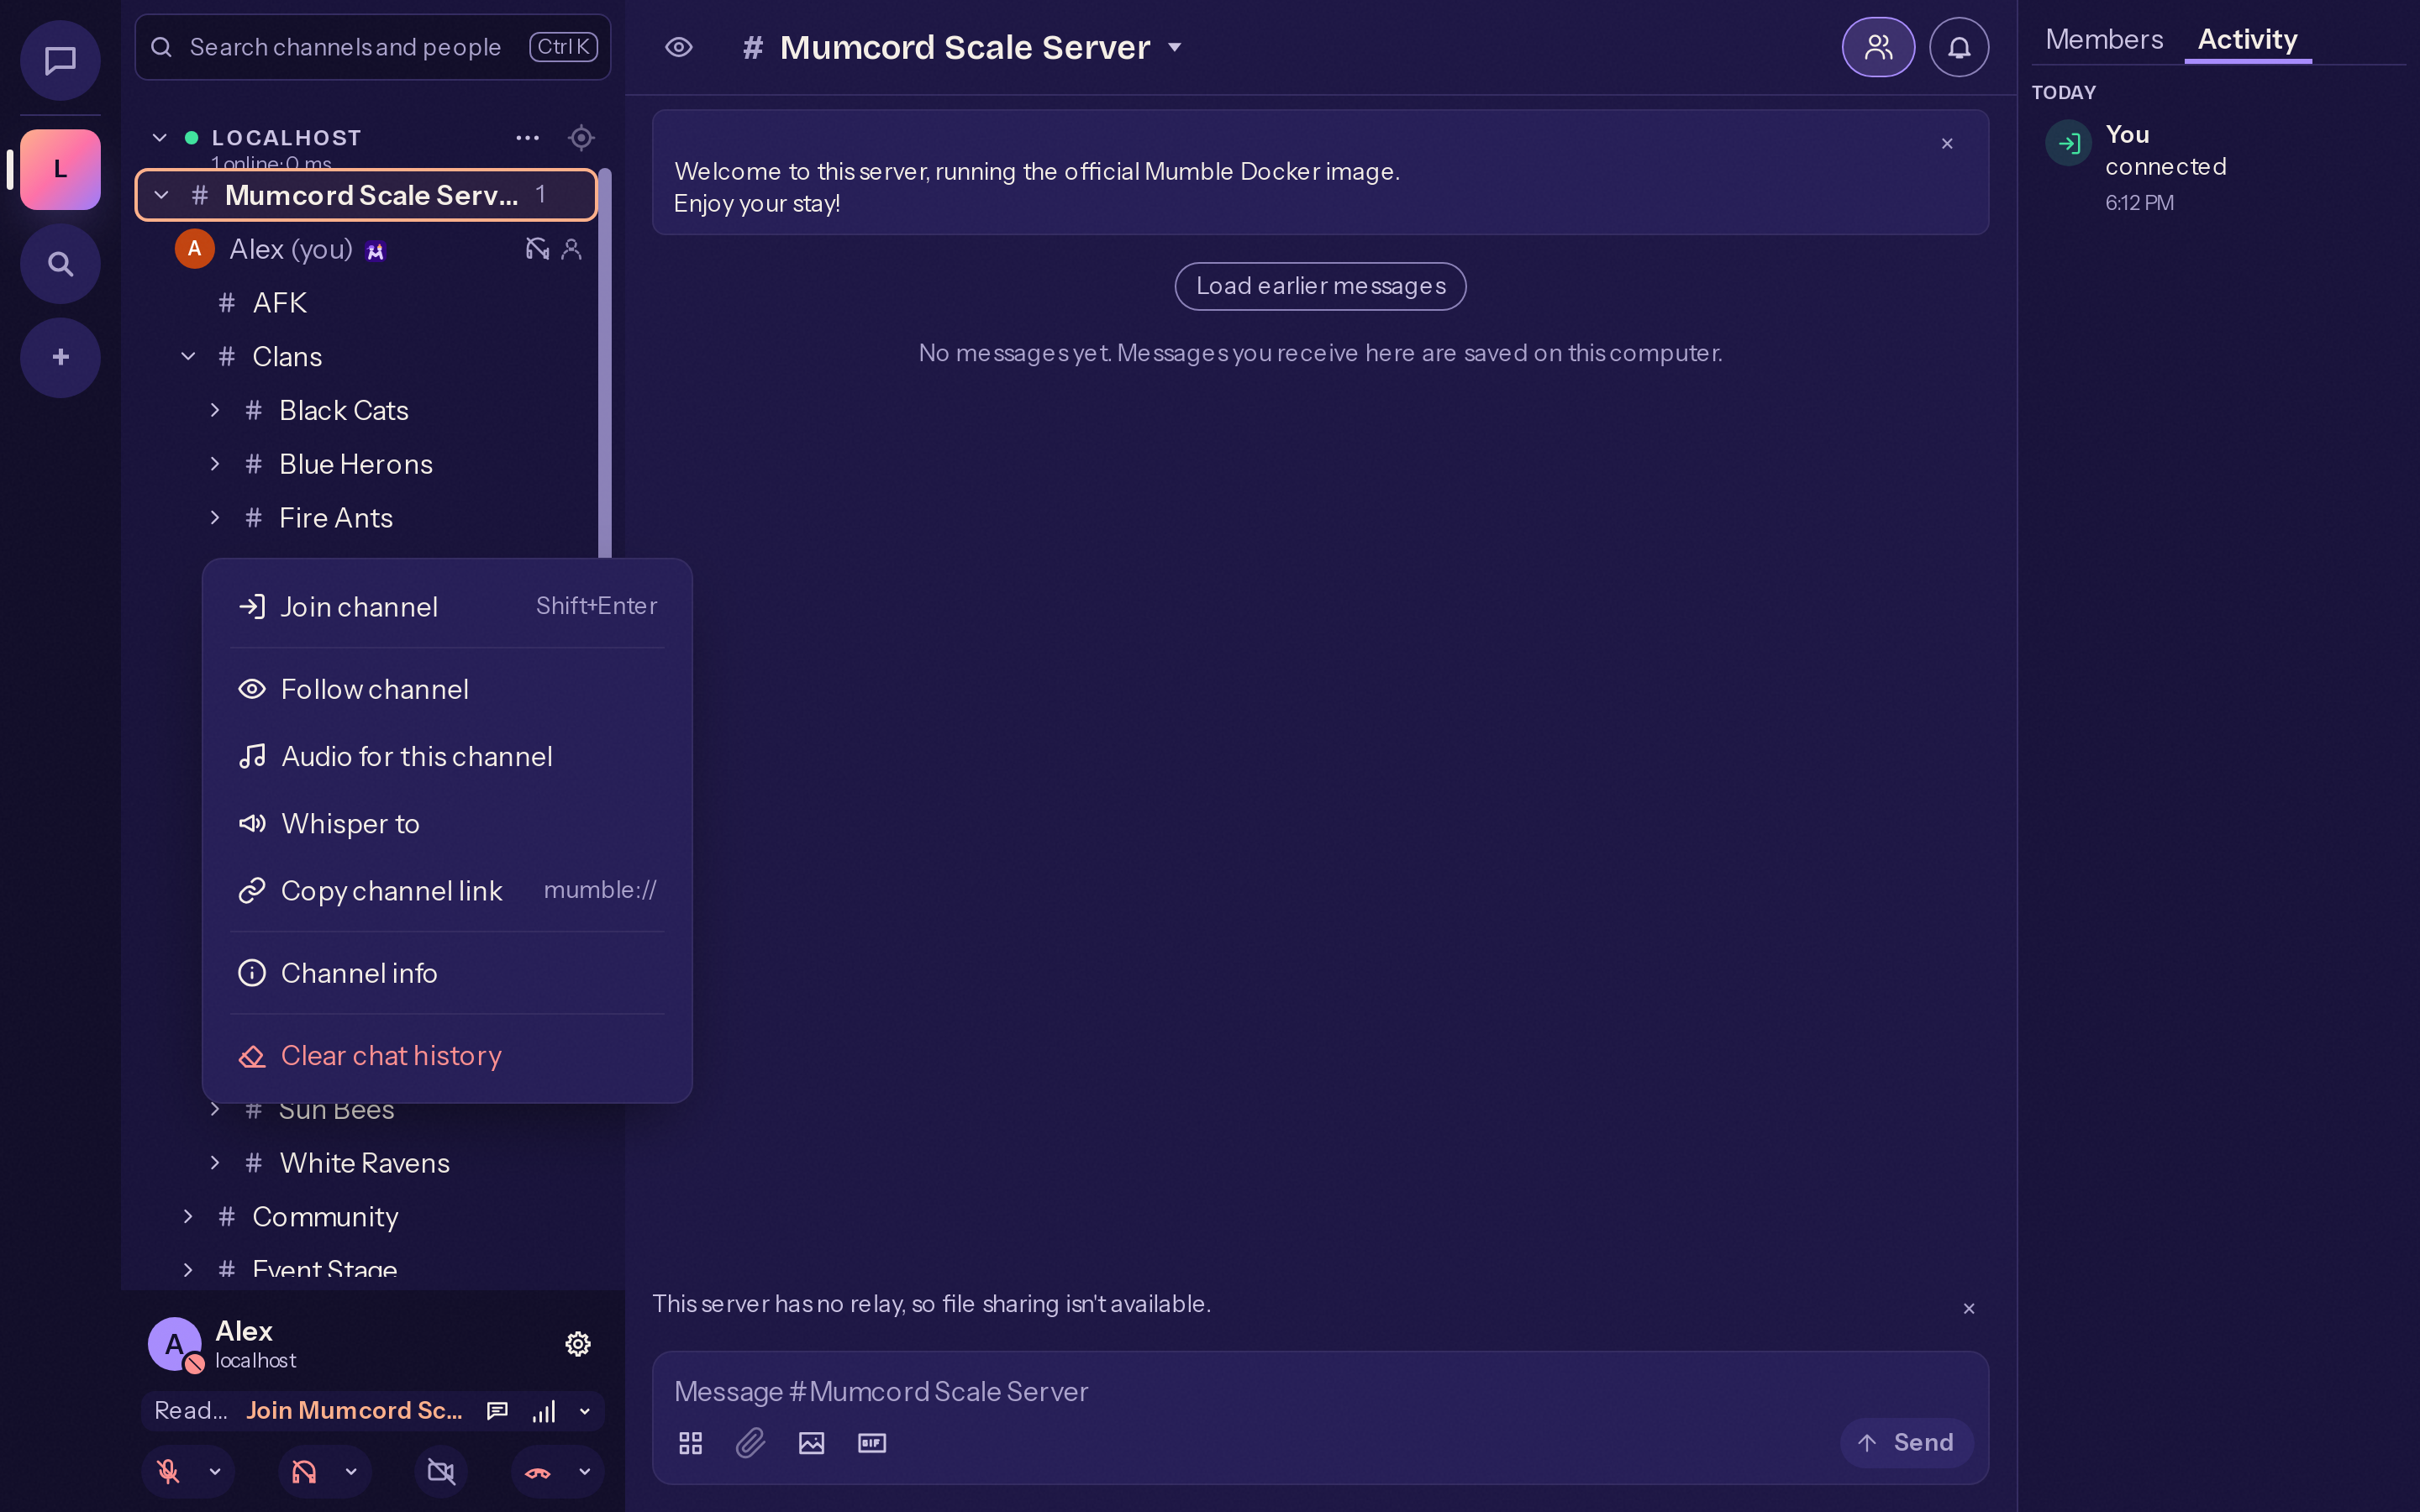 Search channels and people
Ctrl K
L
LOCALHOST
1 online·0 ms
# Mumcord Scale Serv... 1
A
Alex (you)
# AFK
# Clans
# Black Cats
# Blue Herons
# Fire Ants
Join channel Shift+Enter
Follow channel
Audio for this channel
Whisper to
Copy channel link mumble://
Channel info
Clear chat history
# Sun Bees
# White Ravens
# Community
# Event Stage
A
Alex
localhost
Read... Join Mumcord Sc...
# Mumcord Scale Server
Welcome to this server, running the official Mumble Docker image.
Enjoy your stay!
Load earlier messages
No messages yet. Messages you receive here are saved on this computer.
This server has no relay, so file sharing isn't available.
Message #Mumcord Scale Server
GIF
Send
Members Activity
TODAY
You
connected
6:12 PM